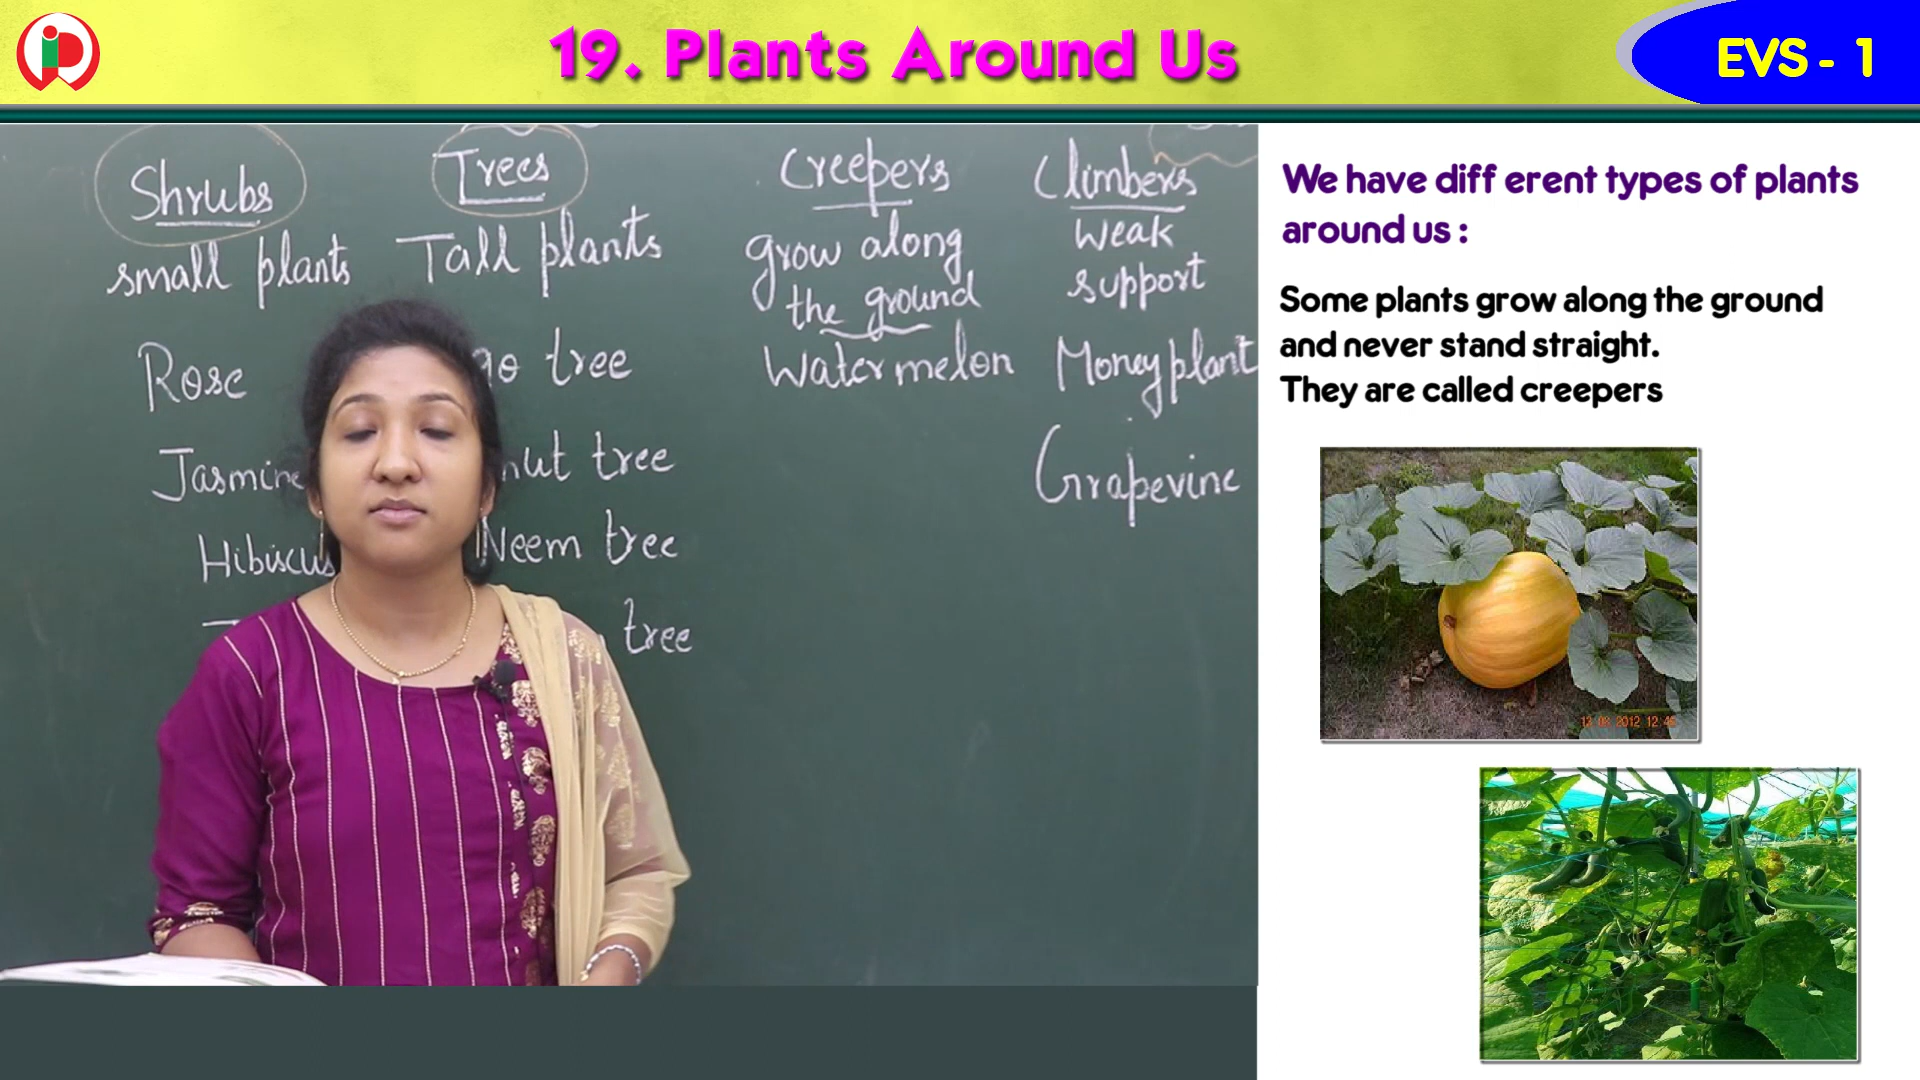 19. Plants Around Us
EVS - 1
Shrubs
small plants
Rose
Jasmine
Hibiscus
Trees
Tall plants
tree
tree
Neem tree
tree
Creepers
grow along
the ground
Watermelon
Climbers
weak
support
Money plant
Grapevine
We have diff erent types of plants
around us :
Some plants grow along the ground
and never stand straight.
They are called creepers
12:46